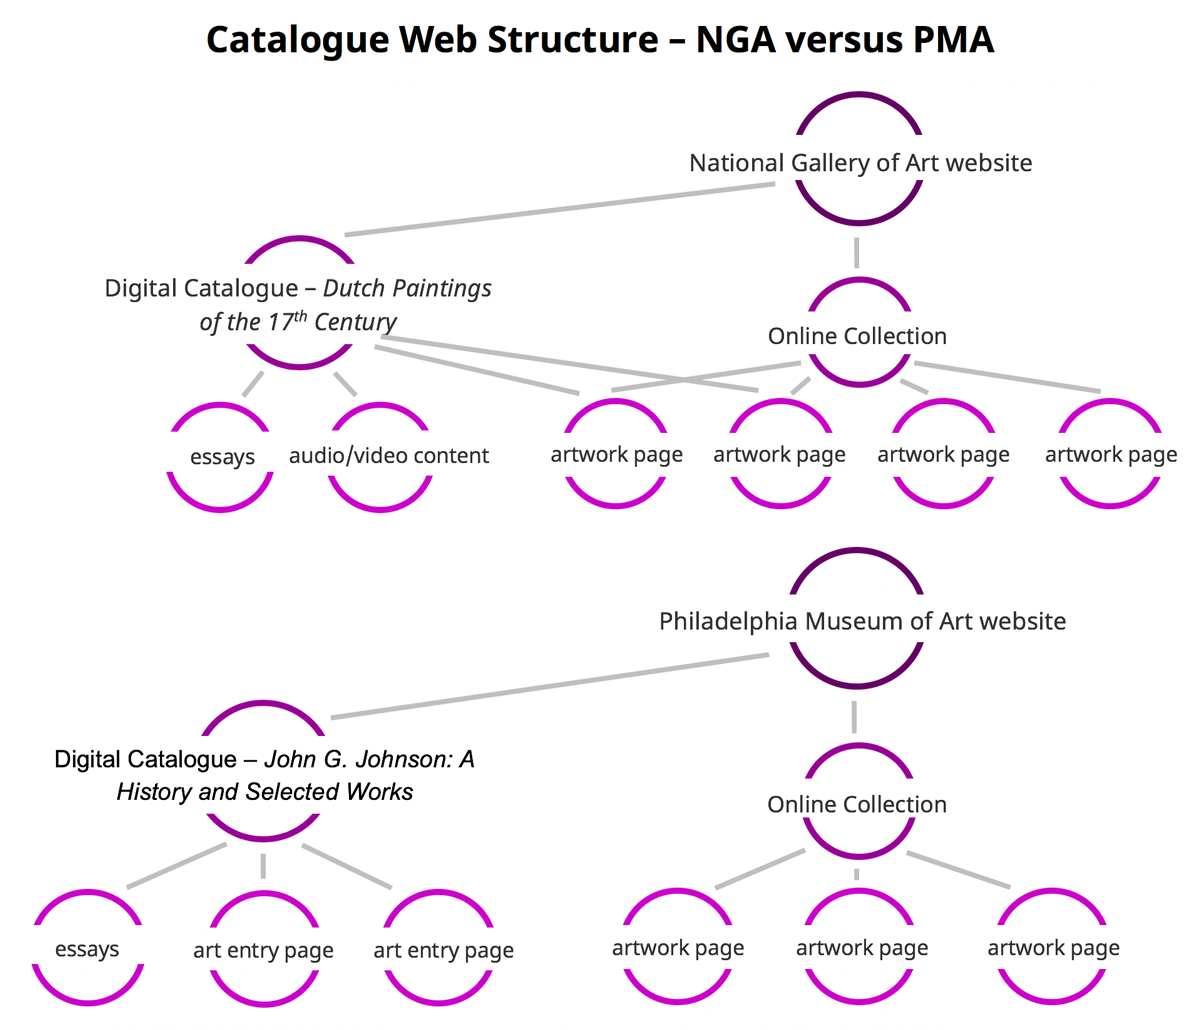 Catalogue Web Structure – NGA versus PMA
National Gallery of Art website
Digital Catalogue – Dutch Paintings
of the 17th Century
Online Collection
essays
audio/video content
artwork page
artwork page
artwork page
artwork page
Philadelphia Museum of Art website
Digital Catalogue – John G. Johnson: A
History and Selected Works
Online Collection
essays
art entry page
art entry page
artwork page
artwork page
artwork page